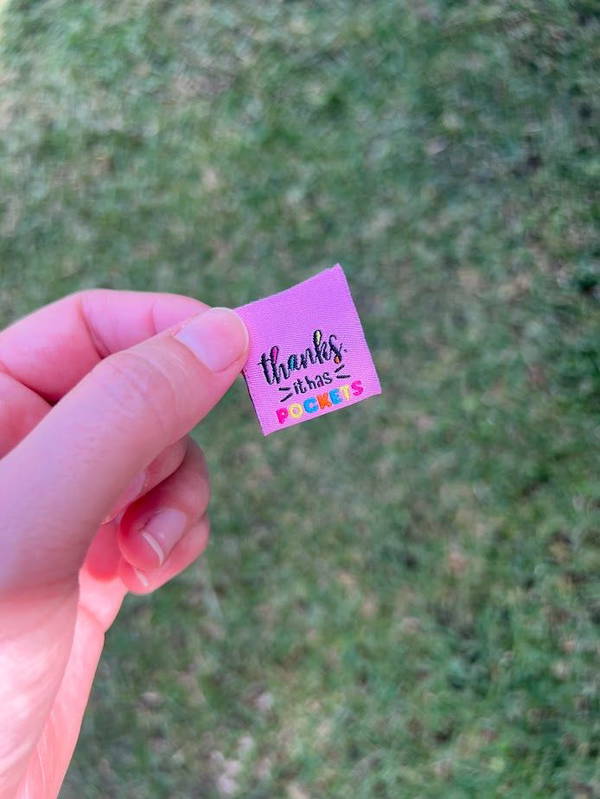 thanks.
it has
POCKETS